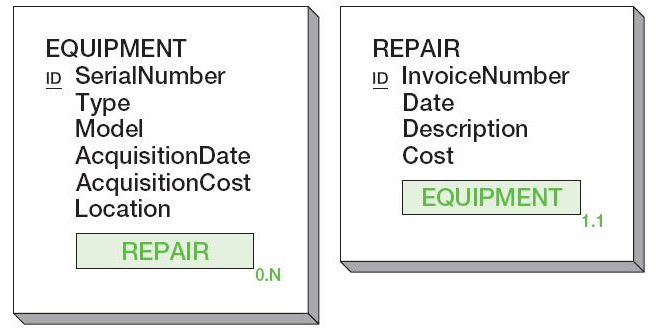 EQUIPMENT
ID SerialNumber
Type
Model
AcquisitionDate
AcquisitionCost
Location
REPAIR
0.N
REPAIR
ID InvoiceNumber
Date
Description
Cost
EQUIPMENT
1.1